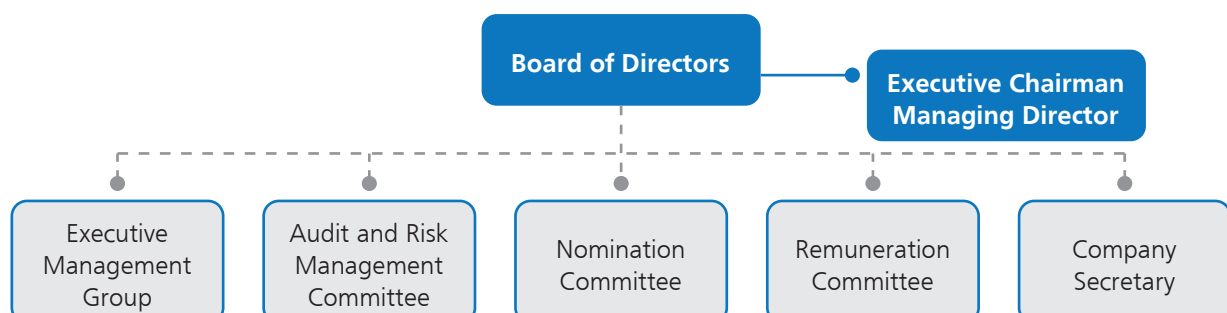 Board of Directors
Executive Chairman
Managing Director
Executive
Management
Group
Audit and Risk
Management
Committee
Nomination
Committee
Remuneration
Committee
Company
Secretary